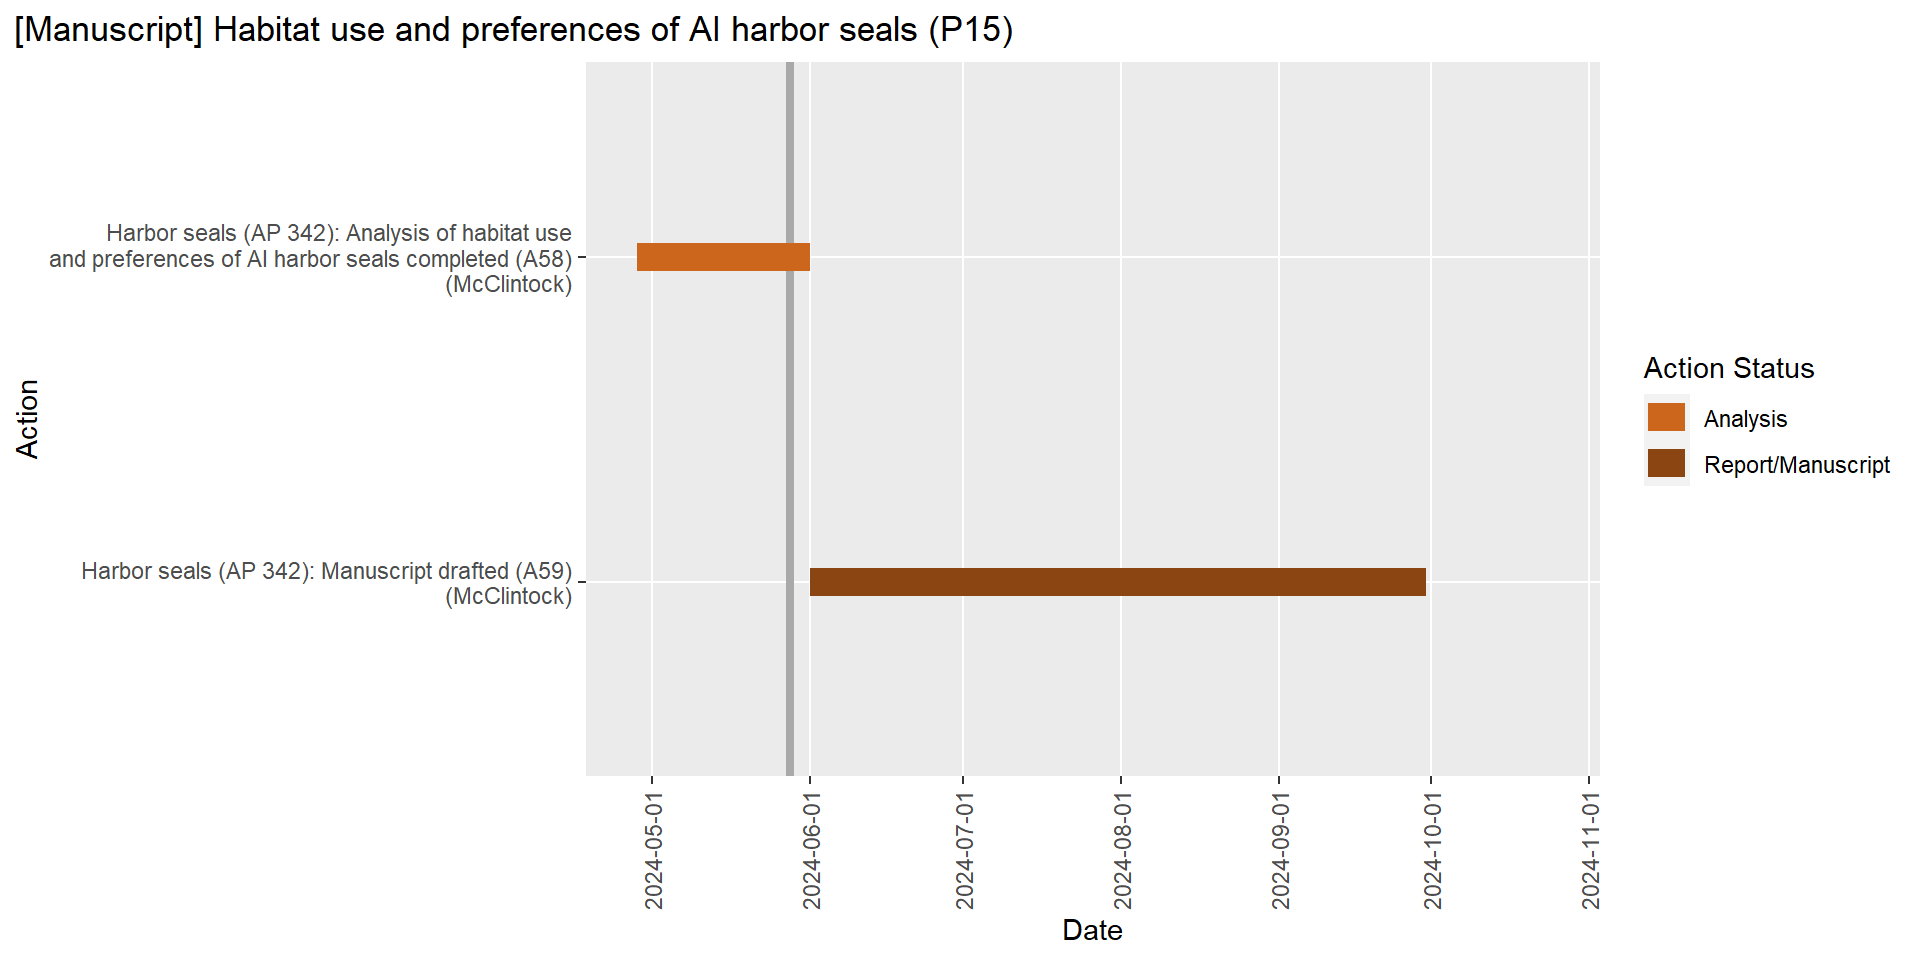 [Manuscript] Habitat use and preferences of AI harbor seals (P15)
Harbor seals (AP 342): Analysis of habitat use
and preferences of AI harbor seals completed (A58)
(McClintock)
Action
Harbor seals (AP 342): Manuscript drafted (A59)
(McClintock)
Action Status
Analysis
Report/Manuscript
2024-05-01
2024-06-01
2024-07-01
2024-08-01
2024-09-01
2024-10-01
2024-11-01
Date